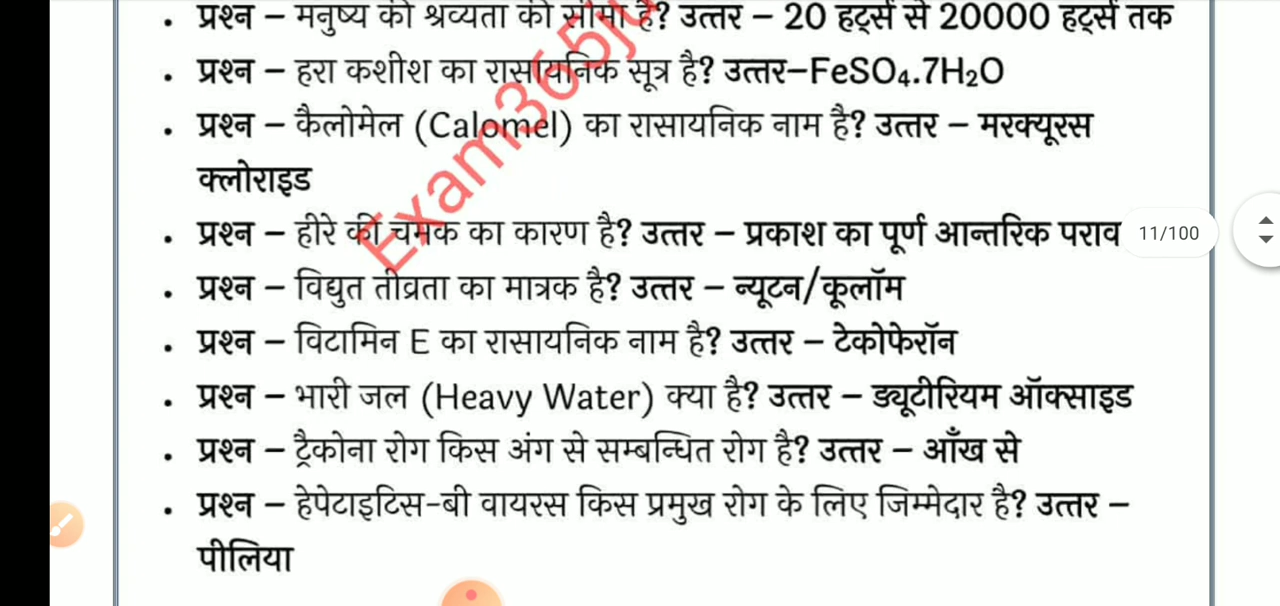 • प्रश्न – मनुष्य की श्रव्यता की सीमा है? उत्तर – 20 हर्ट्स से 20000 हर्ट्स तक
• प्रश्न – हरा कशीश का रासायनिक सूत्र है? उत्तर–FeSO₄.7H₂O
• प्रश्न – कैलोमेल (Calomel) का रासायनिक नाम है? उत्तर – मरक्यूरस
क्लोराइड
• प्रश्न – हीरे की चमक का कारण है? उत्तर – प्रकाश का पूर्ण आन्तरिक पराव
11/100
• प्रश्न – विद्युत तीव्रता का मात्रक है? उत्तर – न्यूटन/कूलॉम
• प्रश्न – विटामिन E का रासायनिक नाम है? उत्तर – टेकोफेरॉन
• प्रश्न – भारी जल (Heavy Water) क्या है? उत्तर – ड्यूटीरियम ऑक्साइड
• प्रश्न – ट्रैकोना रोग किस अंग से सम्बन्धित रोग है? उत्तर – आँख से
• प्रश्न – हेपेटाइटिस-बी वायरस किस प्रमुख रोग के लिए जिम्मेदार है? उत्तर –
पीलिया